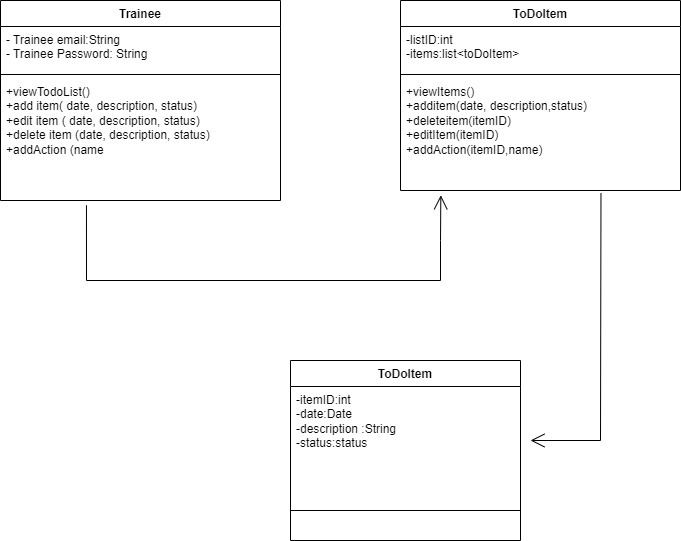 Trainee
- Trainee email:String
- Trainee Password: String
+viewTodoList()
+add item( date, description, status)
+edit item ( date, description, status)
+delete item (date, description, status)
+addAction (name
ToDoItem
-listID:int
-items:list<toDoItem>
+viewItems()
+additem(date, description,status)
+deleteitem(itemID)
+editItem(itemID)
+addAction(itemID,name)
ToDoItem
-itemID:int
-date:Date
-description :String
-status:status